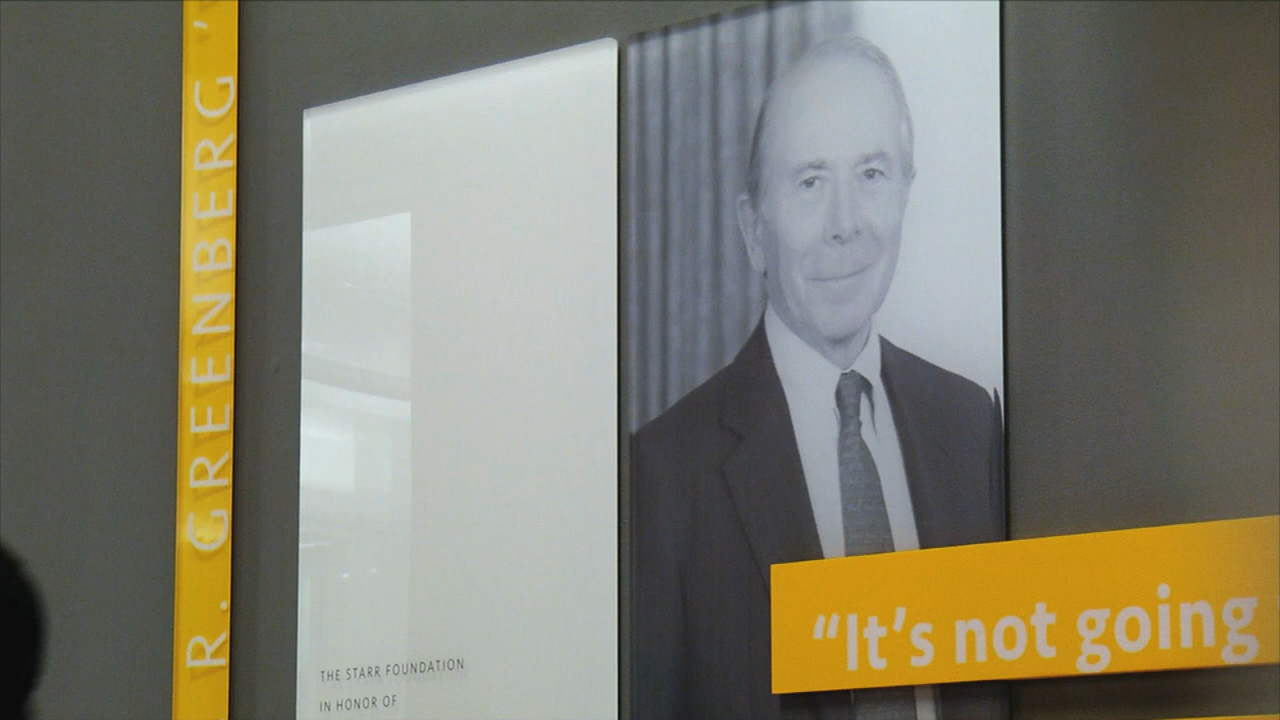 R. GREENBERG '
THE STARR FOUNDATION
IN HONOR OF
“It’s not going